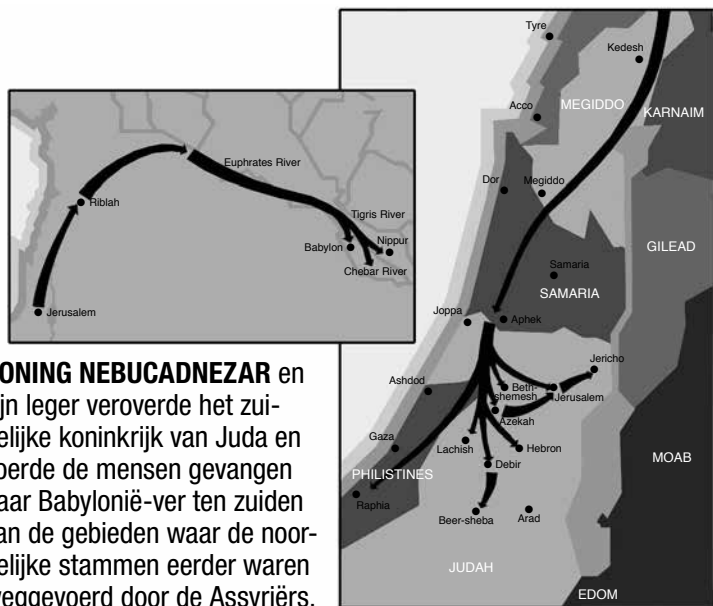 Euphrates River
Riblah
Tigris River
Babylon
Nippur
Chebar River
Jerusalem
ONING NEBUCADNEZAR en
jn leger veroverde het zui-
elijke koninkrijk van Juda en
oerde de mensen gevangen
aar Babylonië-ver ten zuiden
an de gebieden waar de noor-
elijke stammen eerder waren
weggevoerd door de Assyriërs.
Tyre
Kedesh
MEGIDDO
KARNAIM
Acco
Dor
Megiddo
GILEAD
Samaria
SAMARIA
Joppa
Aphek
Jericho
Ashdod
Beth-
shemesh
Jerusalem
Azekah
Gaza
Lachish
Hebron
MOAB
PHILISTINES
Debir
Raphia
Beer-sheba
Arad
JUDAH
EDOM